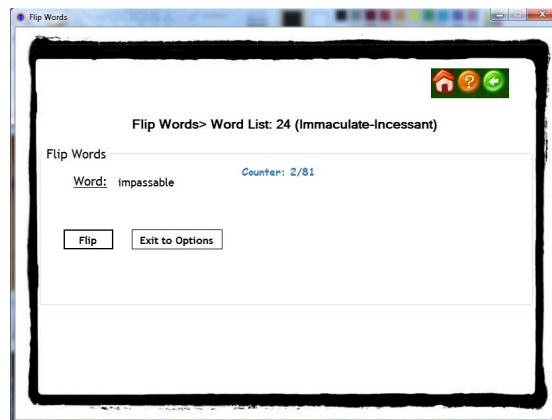 Flip Words
Flip Words> Word List: 24 (Immaculate-Incessant)
Flip Words
Counter: 2/81
Word: impassable
Flip
Exit to Options